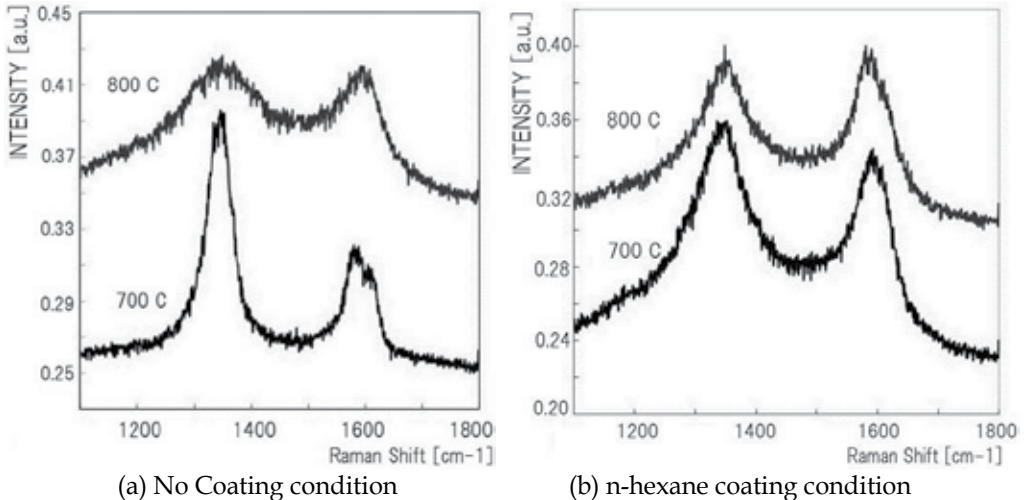 INTENSITY [a.u.]
0.45
0.41
0.37
0.33
0.29
0.25
800 C
700 C
1200
1400
1600
1800
Raman Shift [cm-1]
(a) No Coating condition
INTENSITY [a.u.]
0.40
0.36
0.32
0.28
0.24
0.20
800 C
700 C
1200
1400
1600
1800
Raman Shift [cm-1]
(b) n-hexane coating condition